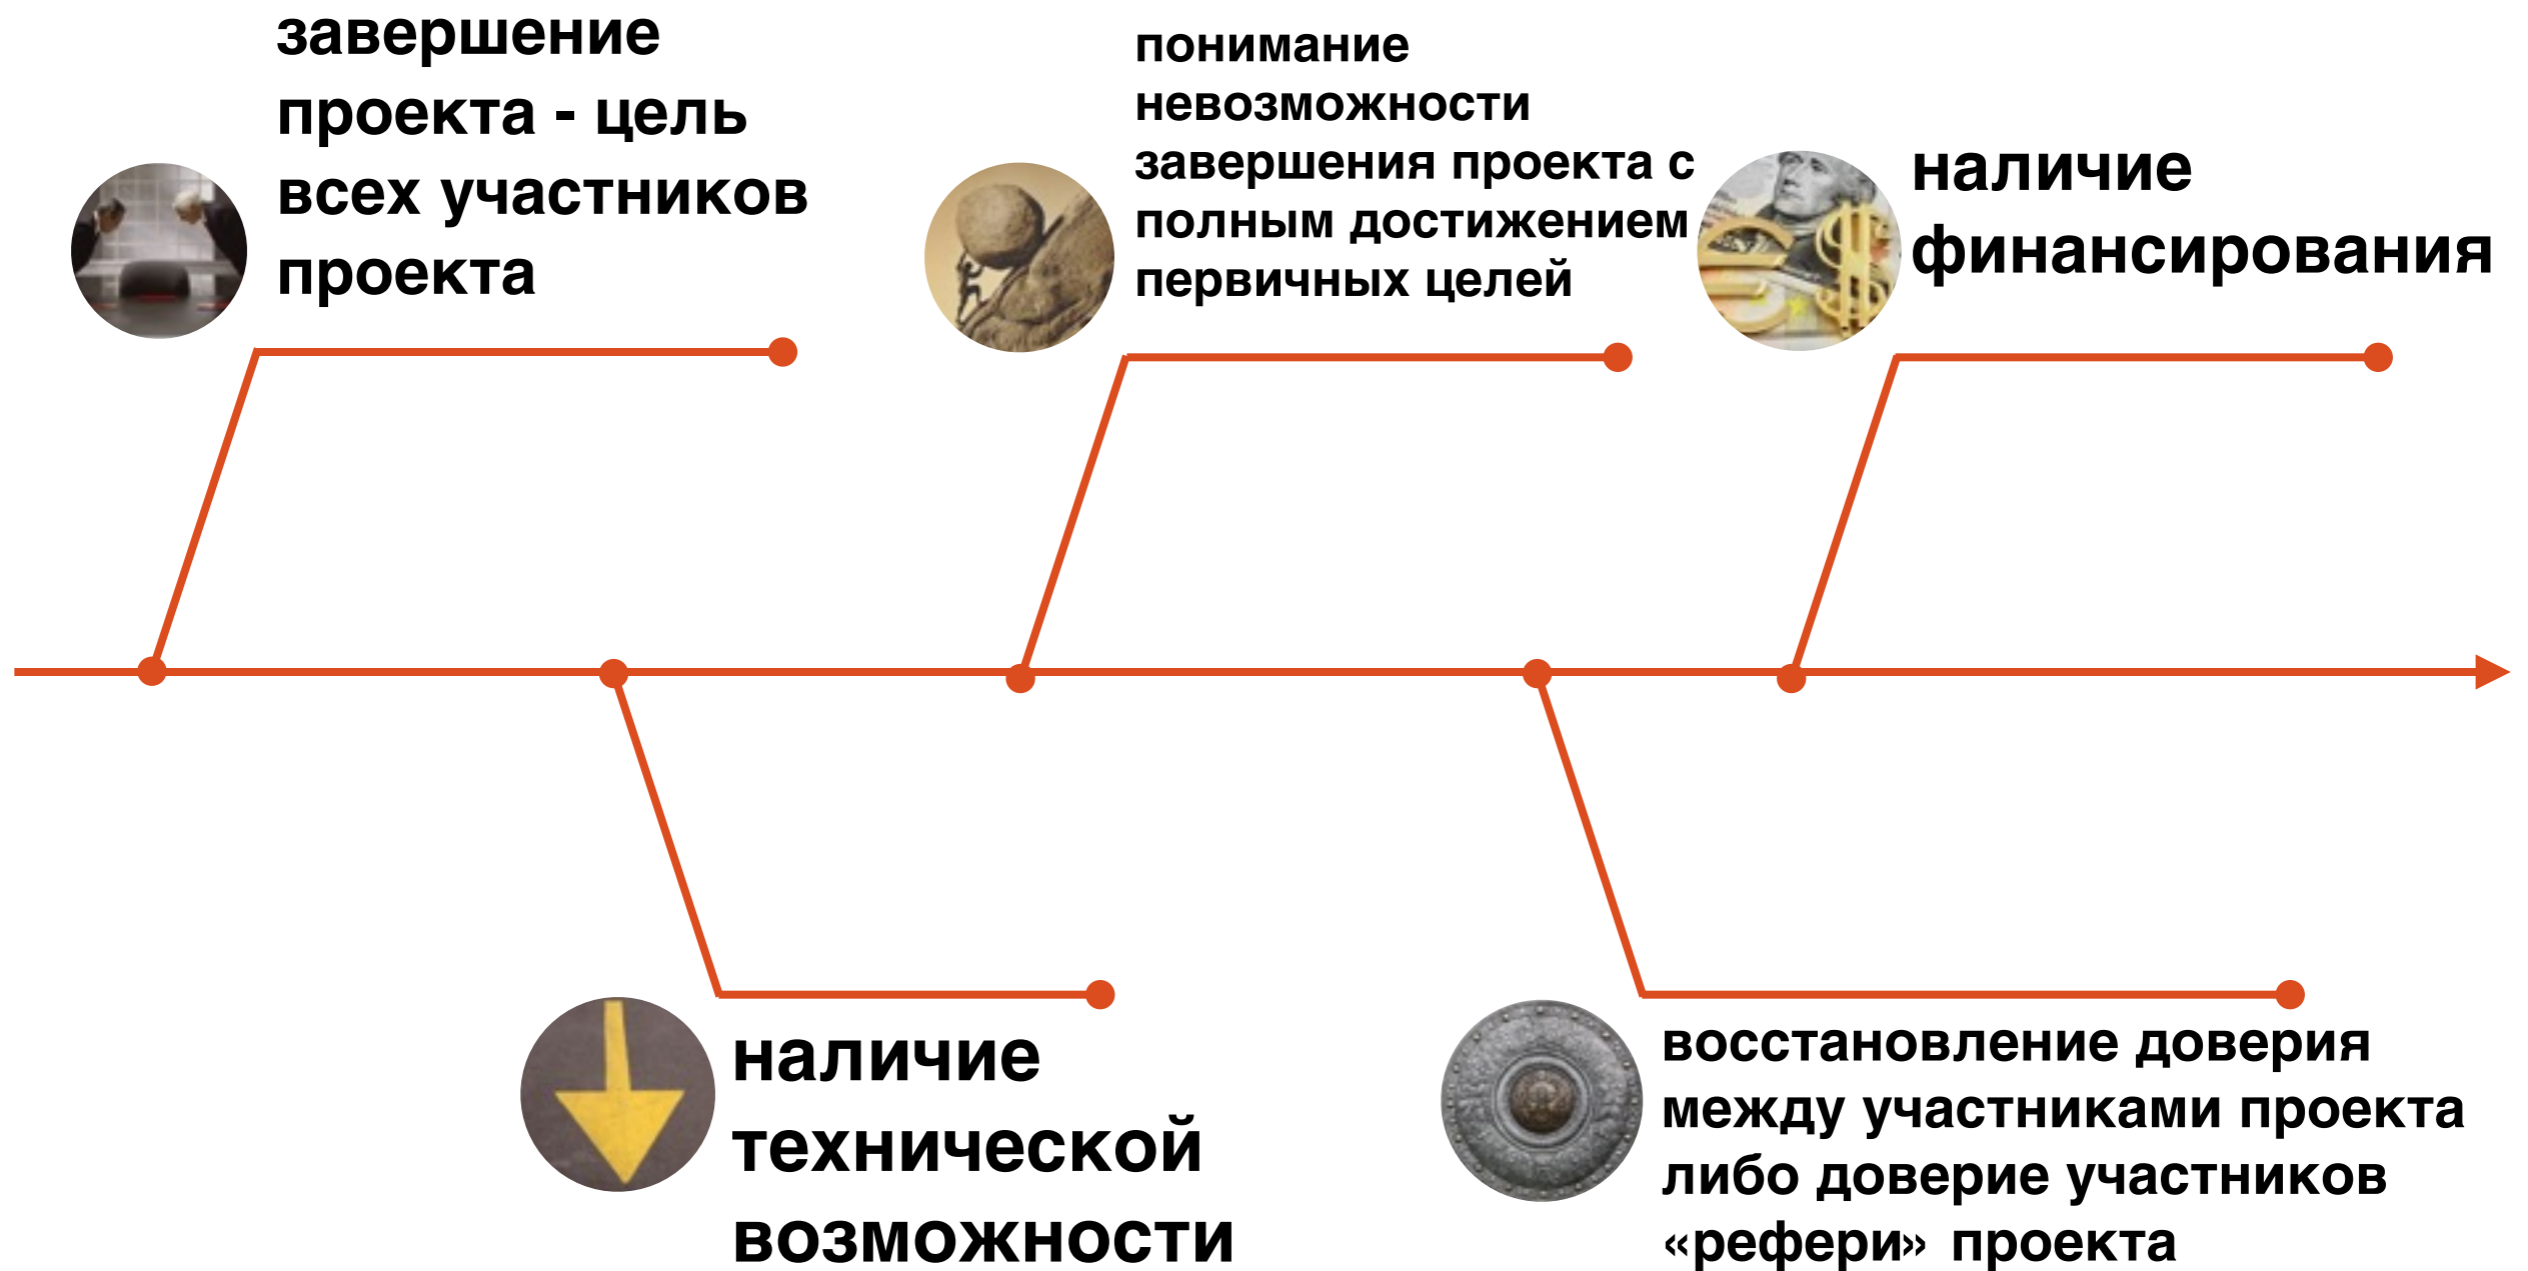 завершение
проекта - цель
всех участников
проекта
понимание
невозможности
завершения проекта с
полным достижением
первичных целей
наличие
финансирования
наличие
технической
возможности
восстановление доверия
между участниками проекта
либо доверие участников
«рефери» проекта